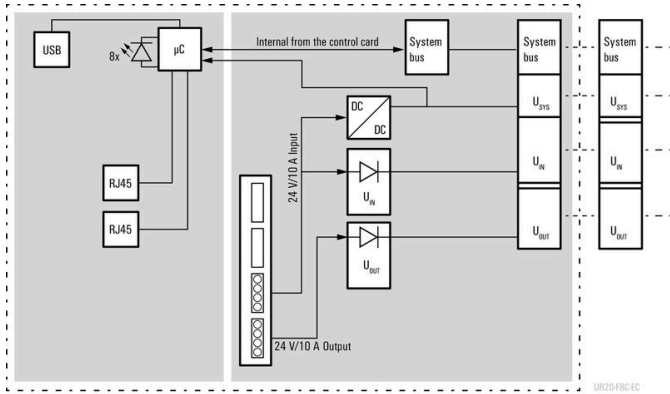 USB
8x
µC
Internal from the control card
System
bus
System
bus
System
bus
DC
DC
U SYS
U SYS
24 V/10 A Input
U IN
U IN
U IN
RJ45
RJ45
U OUT
U OUT
U OUT
24 V/10 A Output
UR20-FBC-EC